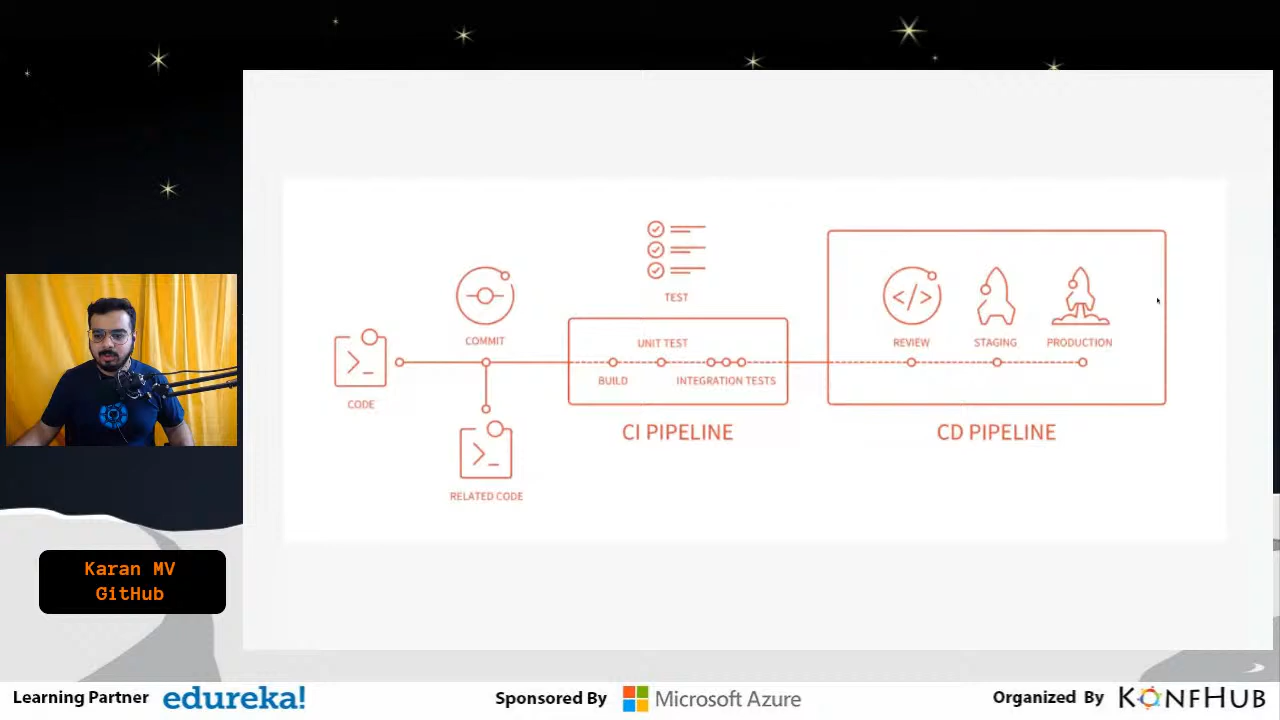 TEST
COMMIT
UNIT TEST
REVIEW
STAGING
PRODUCTION
BUILD
INTEGRATION TESTS
CODE
CI PIPELINE
CD PIPELINE
RELATED CODE
Karan MV
GitHub
Learning Partner
edureka!
Sponsored By
Microsoft Azure
Organized By
KONFHUB